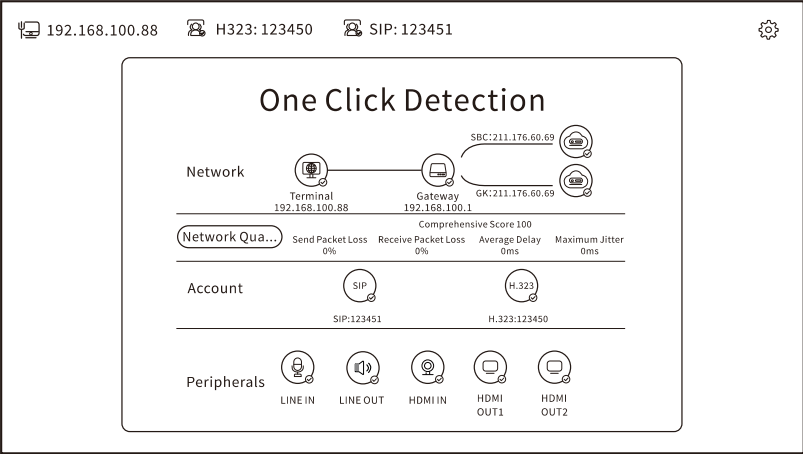 192.168.100.88 H323: 123450 SIP: 123451
One Click Detection
SBC:211.176.60.69
Network
GK:211.176.60.69
Terminal Gateway
192.168.100.88 192.168.100.1
Comprehensive Score 100
Network Qua...
Send Packet Loss Receive Packet Loss Average Delay Maximum Jitter
0% 0% 0ms 0ms
Account SIP H.323
SIP:123451 H.323:123450
Peripherals
LINE IN LINE OUT HDMI IN HDMI OUT1 HDMI OUT2